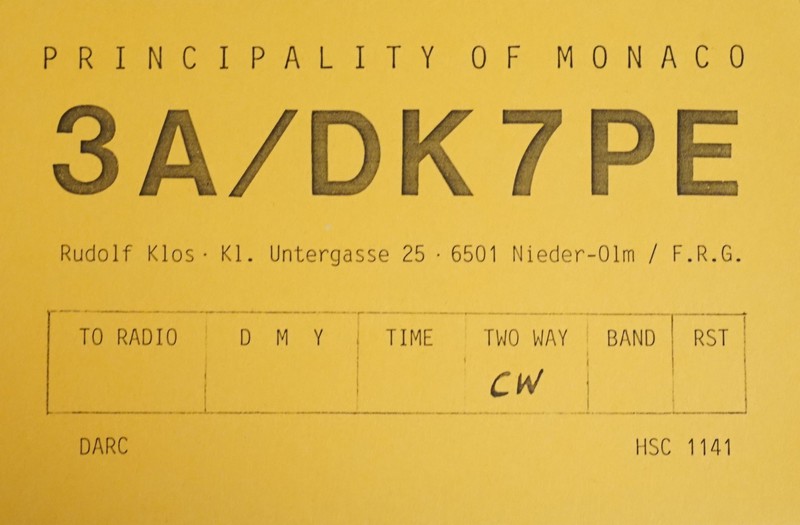 PRINCIPALITY OF MONACO
3A/DK7PE
Rudolf Klos · Kl. Untergasse 25 · 6501 Nieder-Olm / F.R.G.
TO RADIO D M Y TIME TWO WAY BAND RST
CW
DARC HSC 1141